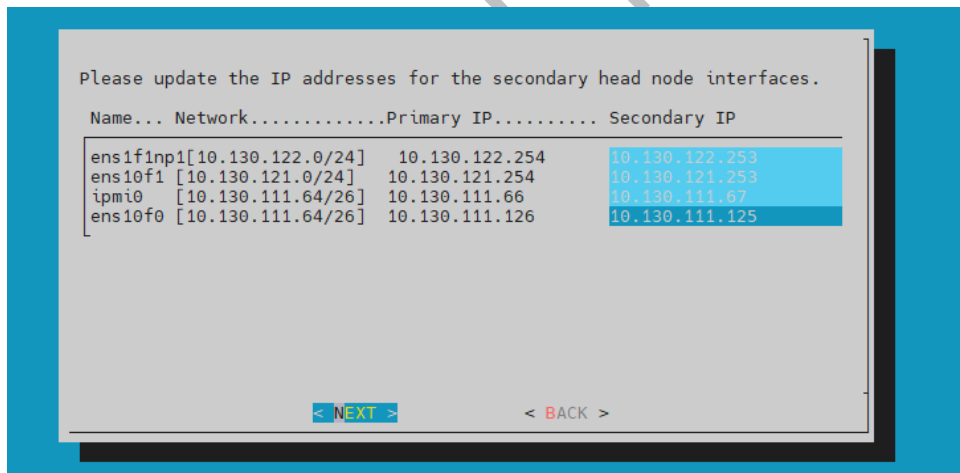 Please update the IP addresses for the secondary head node interfaces.
Name... Network.............Primary IP.......... Secondary IP
ens1f1np1[10.130.122.0/24] 10.130.122.254 10.130.122.253
ens10f1 [10.130.121.0/24] 10.130.121.254 10.130.121.253
ipmi0 [10.130.111.64/26] 10.130.111.66 10.130.111.67
ens10f0 [10.130.111.64/26] 10.130.111.126 10.130.111.125
< NEXT > < BACK >